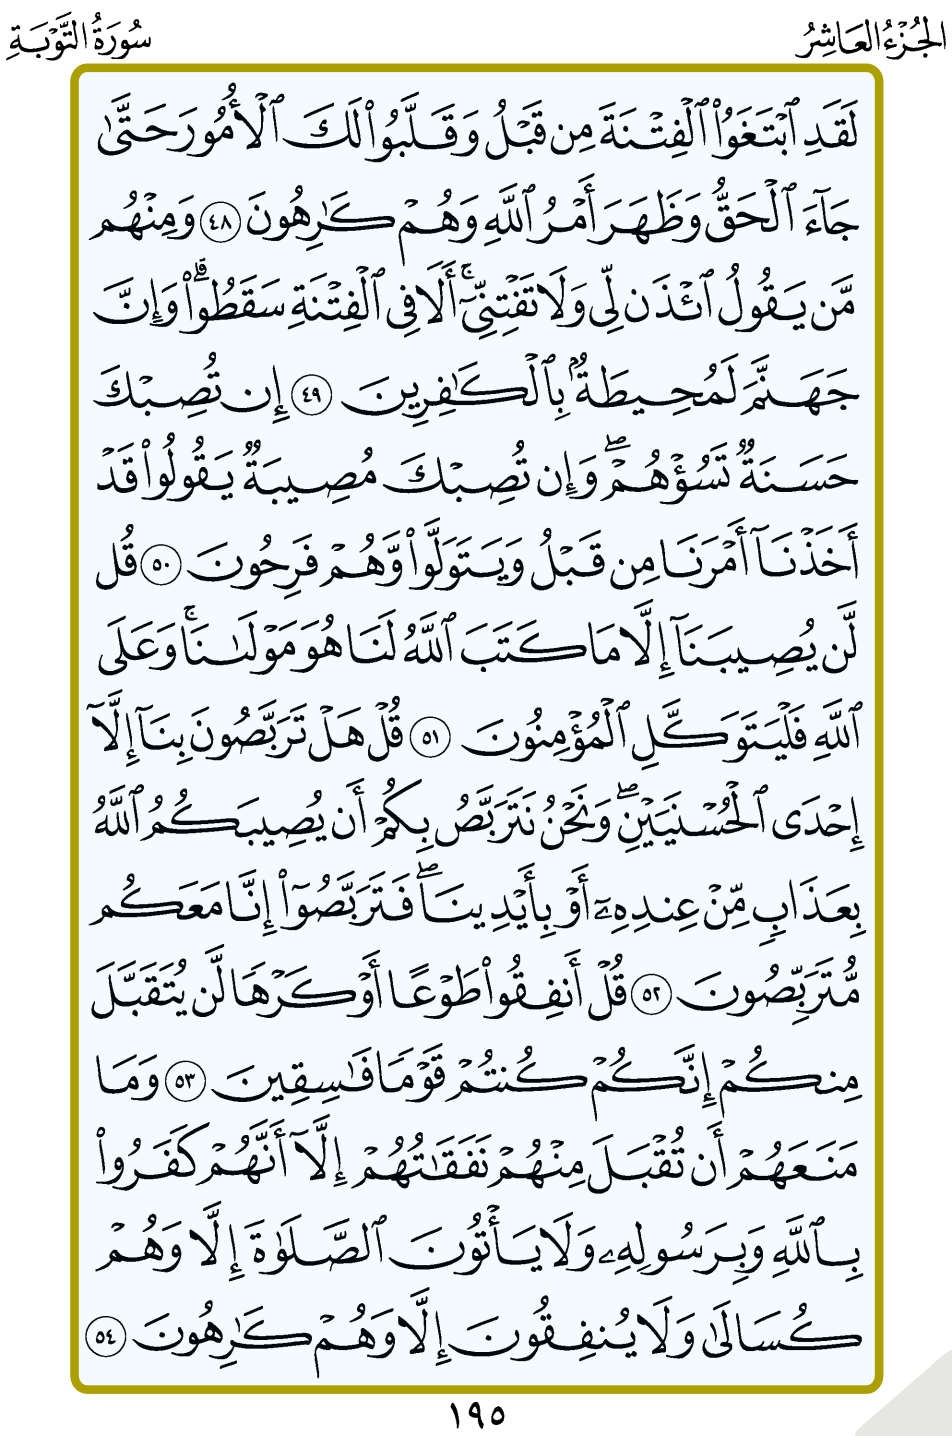 الجُزْءُ العَاشِرُ
سُورَةُ التَّوْبَةِ
لَقَدِ ٱبْتَغَوُا۟ ٱلْفِتْنَةَ مِن قَبْلُ وَقَلَّبُوا۟ لَكَ ٱلْأُمُورَ حَتَّىٰ
جَآءَ ٱلْحَقُّ وَظَهَرَ أَمْرُ ٱللَّهِ وَهُمْ كَٰرِهُونَ ٤٨ وَمِنْهُم
مَّن يَقُولُ ٱئْذَن لِّى وَلَا تَفْتِنِّىٓ ۚ أَلَا فِى ٱلْفِتْنَةِ سَقَطُوا۟ ۗ وَإِنَّ
جَهَنَّمَ لَمُحِيطَةٌۢ بِٱلْكَٰفِرِينَ ٤٩ إِن تُصِبْكَ
حَسَنَةٌ تَسُؤْهُمْ ۖ وَإِن تُصِبْكَ مُصِيبَةٌ يَقُولُوا۟ قَدْ
أَخَذْنَآ أَمْرَنَا مِن قَبْلُ وَيَتَوَلَّوا۟ وَّهُمْ فَرِحُونَ ٥٠ قُل
لَّن يُصِيبَنَآ إِلَّا مَا كَتَبَ ٱللَّهُ لَنَا هُوَ مَوْلَىٰنَا ۚ وَعَلَى
ٱللَّهِ فَلْيَتَوَكَّلِ ٱلْمُؤْمِنُونَ ٥١ قُلْ هَلْ تَرَبَّصُونَ بِنَآ إِلَّآ
إِحْدَى ٱلْحُسْنَيَيْنِ ۖ وَنَحْنُ نَتَرَبَّصُ بِكُمْ أَن يُصِيبَكُمُ ٱللَّهُ
بِعَذَابٍ مِّنْ عِندِهِۦٓ أَوْ بِأَيْدِينَا ۖ فَتَرَبَّصُوٓا۟ إِنَّا مَعَكُم
مُّتَرَبِّصُونَ ٥٢ قُلْ أَنفِقُوا۟ طَوْعًا أَوْ كَرْهًا لَّن يُتَقَبَّلَ
مِنكُمْ إِنَّكُمْ كُنتُمْ قَوْمًا فَٰسِقِينَ ٥٣ وَمَا
مَنَعَهُمْ أَن تُقْبَلَ مِنْهُمْ نَفَقَٰتُهُمْ إِلَّآ أَنَّهُمْ كَفَرُوا۟
بِٱللَّهِ وَبِرَسُولِهِۦ وَلَا يَأْتُونَ ٱلصَّلَوٰةَ إِلَّا وَهُمْ
كُسَالَىٰ وَلَا يُنفِقُونَ إِلَّا وَهُمْ كَٰرِهُونَ ٥٤
١٩٥